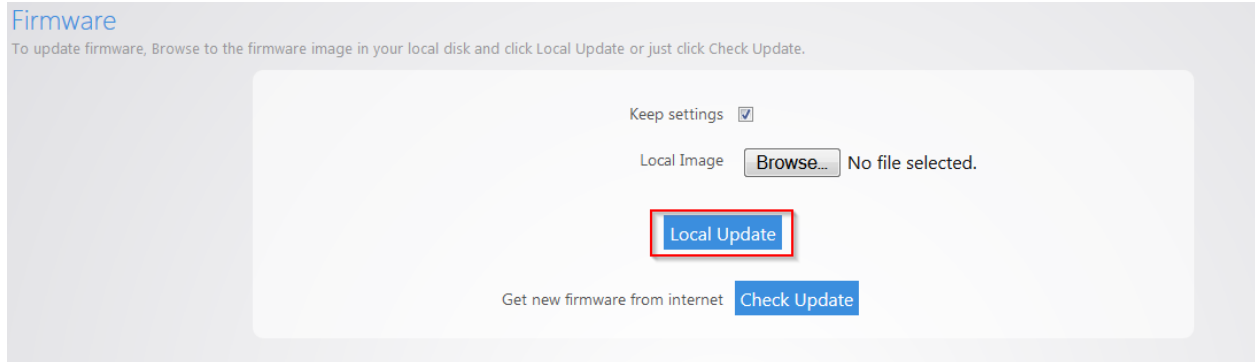 Firmware
To update firmware, Browse to the firmware image in your local disk and click Local Update or just click Check Update.
Keep settings
Local Image Browse... No file selected.
Local Update
Get new firmware from internet Check Update